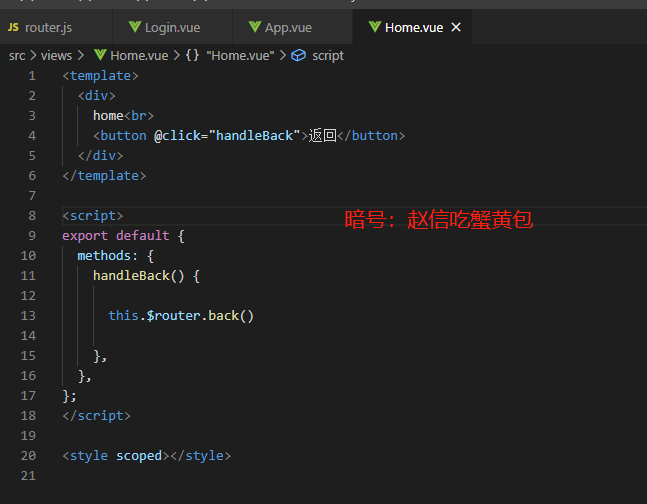 JS router.js Login.vue App.vue Home.vue ×
src > views > Home.vue > {} "Home.vue" > script
1 <template>
2 <div>
3 home<br>
4 <button @click="handleBack">返回</button>
5 </div>
6 </template>
7
8 <script>
暗号：赵信吃蟹黄包
9 export default {
10 methods: {
11 handleBack() {
12
13 this.$router.back()
14
15 },
16 },
17 };
18 </script>
19
20 <style scoped></style>
21